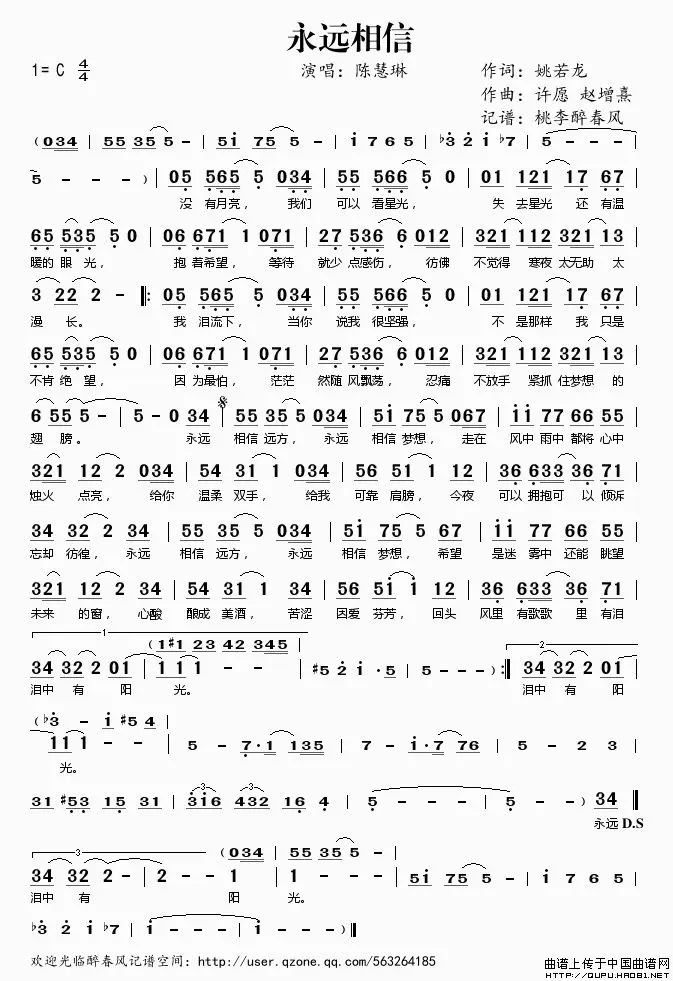 永远相信
1= C 4/4
演唱：陈慧琳
作词：姚若龙
作曲：许愿 赵增熹
记谱：桃李醉春风
(034 | 55 35 5 - | 5i 75 5 - | i 7 6 5 | b3 2 i b7 | 5 - - -
5 - - -) | 05 565 5 034 | 55 565 5 0 | 01 121 17 67 |
没 有月亮， 我们 可以 看星光， 失 去星光 还 有温
65 535 5 0 | 06 671 1 071 | 27 536 6 012 | 321 112 321 13 |
暖的 眼 光， 抱 着希望， 等待 就少 点感伤， 彷佛 不觉得 寒夜 太无助 太
3 22 2 - |: 05 565 5 034 | 55 565 5 0 | 01 121 17 67 |
漫 长。 我 泪流下， 当你 说我 很坚强， 不 是那样 我 只是
65 535 5 0 | 06 671 1 071 | 27 536 6 012 | 321 112 321 13 |
不肯 绝 望， 因 为最怕， 茫茫 然随 风飘荡， 忍痛 不放手 紧抓 住梦想 的
6 55 5 - | 5 - 0 34 | 55 35 5 034 | 5i 75 5 067 | ii 77 66 55 |
翅 膀。 永远 相信 远方， 永远 相信 梦想， 走在 风中 雨中 都将 心中
321 12 2 034 | 54 31 1 034 | 56 51 1 012 | 36 633 36 71 |
烛火 点亮， 给你 温柔 双手， 给我 可靠 肩膀， 今夜 可以 拥抱可 以 倾诉
34 32 2 34 | 55 35 5 034 | 5i 75 5 67 | ii 77 66 55 |
忘却 彷徨， 永远 相信 远方， 永远 相信 梦想， 希望 是迷 雾中 还能 眺望
321 12 2 34 | 54 31 1 34 | 56 5i 1 12 | 36 633 36 71 |
未来 的窗， 心酸 酿成 美酒， 苦涩 因爱 芬芳， 回头 风里 有歌歌 里 有泪
1
(1#1 23 42 345 |
2
34 32 2 01 | 1 1 1 - - | #5 2 i · 5 | 5 - - -) :| 34 32 2 01
泪中 有 阳 光。 泪中 有 阳
(b3 - i #5 4 |
111 - - | 5 - 7·1 135 | 7 - i·7 76 | 5 - 2 3 |
光。
31 #53 15 31 | 3i6 432 16 4 | 5 - - - | 5 - - 5) 34 ‖
永远 D.S
3
(034 | 55 35 5 - |
34 32 2 - | 2 - - 1 | 1 - - - | 5i 75 5 - | i 7 6 5 |
泪中 有 阳 光。
b3 2 i b7 | i - - - | i - - - ‖
欢迎光临醉春风记谱空间：http://user.qzone.qq.com/563264185
曲谱上传于中国曲谱网
HTTP://QUPU.HAO81.NET